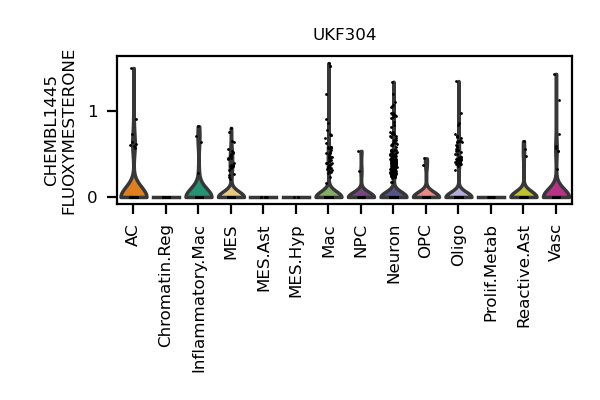 UKF304
CHEMBL1445
FLUOXYMESTERONE
1
0
AC
Chromatin.Reg
Inflammatory.Mac
MES
MES.Ast
MES.Hyp
Mac
NPC
Neuron
OPC
Oligo
Prolif.Metab
Reactive.Ast
Vasc